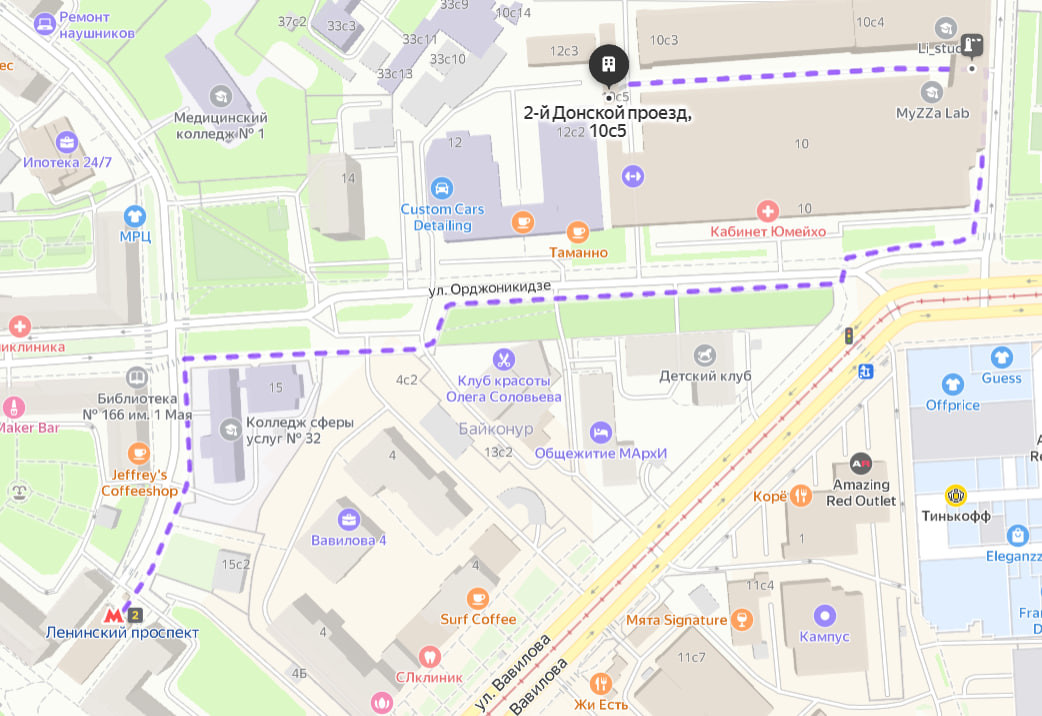 Ремонт
наушников
37с2
33с3
33с9
10с14
33с11
33с10
33с13
12с3
10с3
10с4
ес
Медицинский
колледж № 1
10с5
2-й Донской проезд,
10с5
12с2
12
MyZZa Lab
Ипотека 24/7
14
10
Custom Cars
Detailing
10
МРЦ
Таманно
Кабинет Юмейхо
ул. Орджоникидзе
иклиника
Библиотека
№ 166 им. 1 Мая
15
4с2
Клуб красоты
Олега Соловьева
Детский клуб
Guess
Offprice
Maker Bar
Колледж сферы
услуг № 32
Байконур
4
13с2
Общежитие МАрхИ
Jeffrey's
Coffeeshop
Amazing
Red Outlet
Корё
Тинькофф
Вавилова 4
1
Eleganzz
15с2
4
11с4
Surf Coffee
Мята Signature
Кампус
М 2
Ленинский проспект
4
11с7
4Б
СЛклиник
ул. Вавилова
Вавилова
Жи Есть